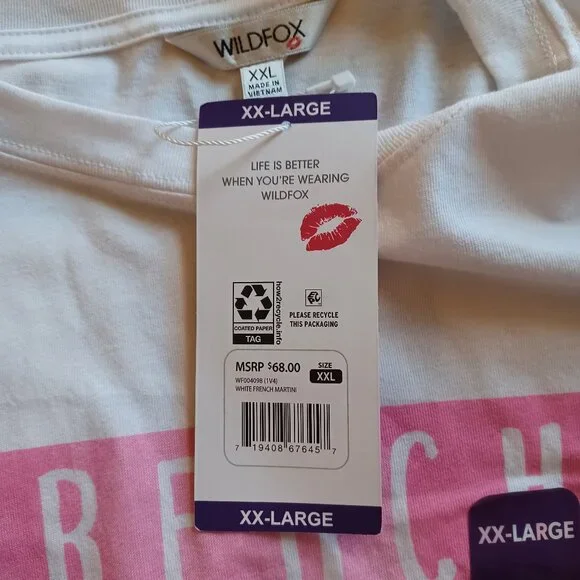 WILDFOX
XXL
MADE IN
VIETNAM
XX-LARGE
LIFE IS BETTER
WHEN YOU'RE WEARING
WILDFOX
how2recycle.info
COATED PAPER
TAG
PLEASE RECYCLE
THIS PACKAGING
MSRP $68.00
SIZE
XXL
WF004098 (1V4)
WHITE FRENCH MARTINI
7 19408 67645 7
XX-LARGE
XX-LARGE